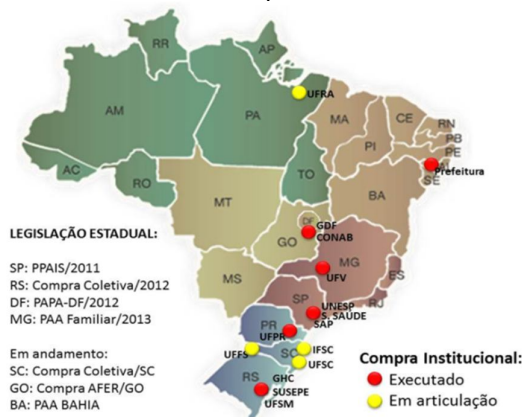 RR
AP
UFRA
AM
PA
MA
CE
RN
PB
PE
PI
AL
SE
Prefeitura
AC
RO
TO
BA
MT
DF
GDF
CONAB
GO
MG
UFV
ES
MS
SP
UNESP
S. SAÚDE
SAP
RJ
PR
UFPR
UFFS
IFSC
SC
UFSC
RS
GHC
SUSEPE
UFSM
LEGISLAÇÃO ESTADUAL:
SP: PPAIS/2011
RS: Compra Coletiva/2012
DF: PAPA-DF/2012
MG: PAA Familiar/2013
Em andamento:
SC: Compra Coletiva/SC
GO: Compra AFER/GO
BA: PAA BAHIA
Compra Institucional:
Executado
Em articulação